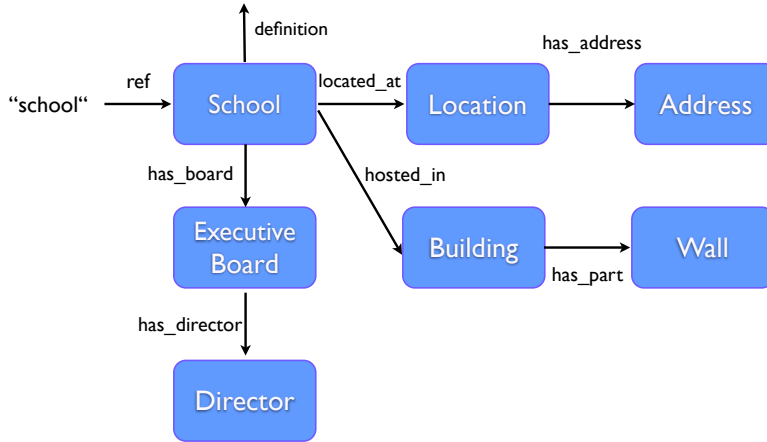 definition
has_address
ref
located_at
“school“
School
Location
Address
has_board
hosted_in
Executive
Board
Building
Wall
has_part
has_director
Director